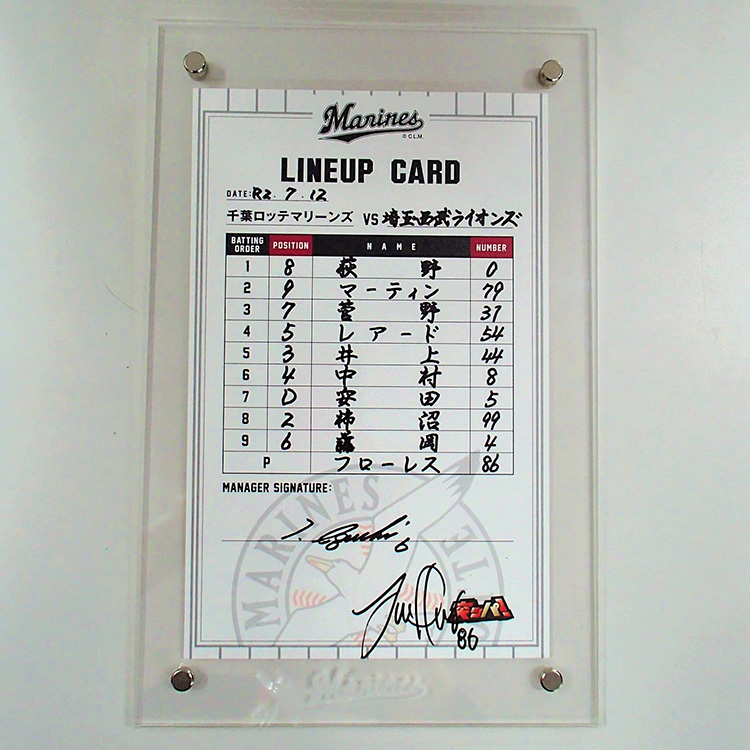 Marines
© C.L.M.
LINEUP CARD
DATE: R2.7.12
千葉ロッテマリーンズ VS 埼玉西武ライオンズ
BATTING ORDER POSITION NAME NUMBER
1 8 荻野 0
2 9 マーティン 79
3 7 菅野 31
4 5 レアード 54
5 3 井上 44
6 4 中村 8
7 D 安田 5
8 2 柿沼 99
9 6 藤岡 4
P フローレス 86
MANAGER SIGNATURE:
6
MARINES
86
Marines